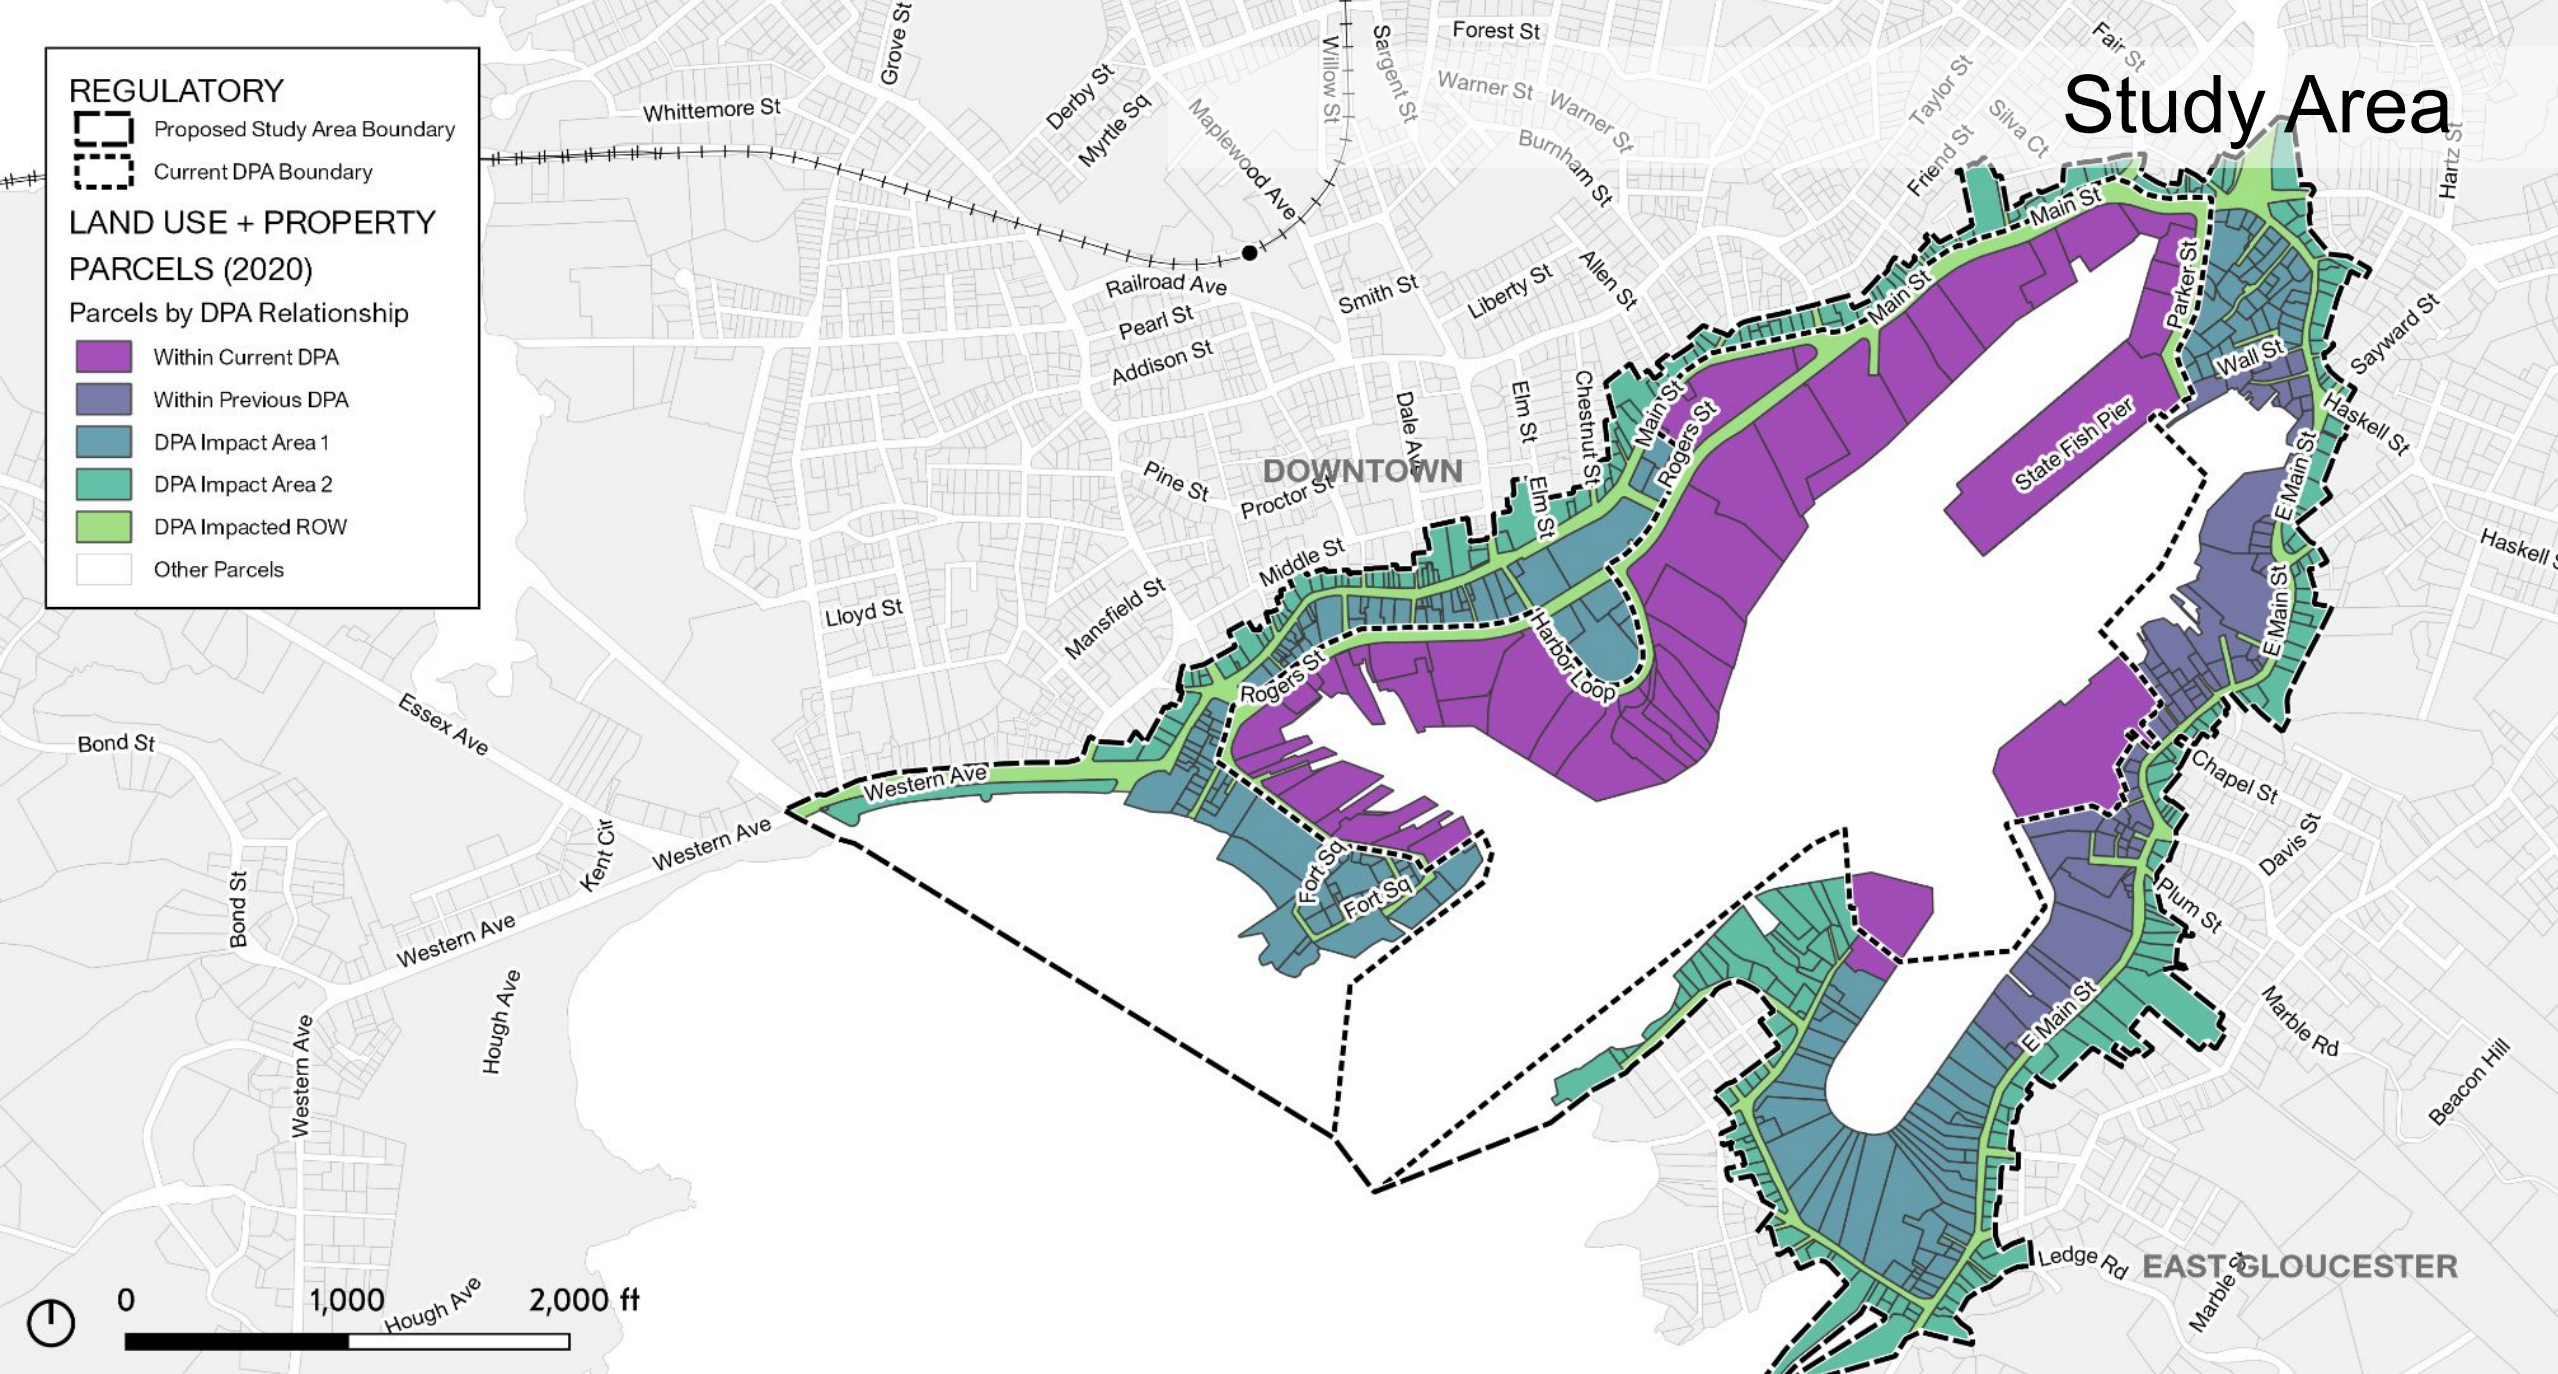 Study Area
REGULATORY
Proposed Study Area Boundary
Current DPA Boundary
LAND USE + PROPERTY
PARCELS (2020)
Parcels by DPA Relationship
Within Current DPA
Within Previous DPA
DPA Impact Area 1
DPA Impact Area 2
DPA Impacted ROW
Other Parcels
Grove St
Whittemore St
Derby St
Myrtle Sq
Maplewood Ave
Willow St
Sargent St
Forest St
Warner St
Warner St
Burnham St
Taylor St
Friend St
Silva Ct
Fair St
Hartz St
Railroad Ave
Pearl St
Addison St
Smith St
Liberty St
Allen St
Main St
Main St
Parker St
Wall St
Sayward St
Haskell St
Haskell S
Dale Av
Elm St
Chestnut St
Main St
Rogers St
State Fish Pier
E Main St
E Main St
DOWNTOWN
Pine St
Proctor St
Elm St
Middle St
Mansfield St
Lloyd St
Harbor Loop
Rogers St
Essex Ave
Bond St
Western Ave
Western Ave
Kent Cir
Bond St
Western Ave
Western Ave
Hough Ave
Hough Ave
Fort Sq
Fort Sq
Chapel St
Davis St
Plum St
E Main St
Marble Rd
Beacon Hill
Ledge Rd
EAST GLOUCESTER
Marble St
0 1,000 2,000 ft